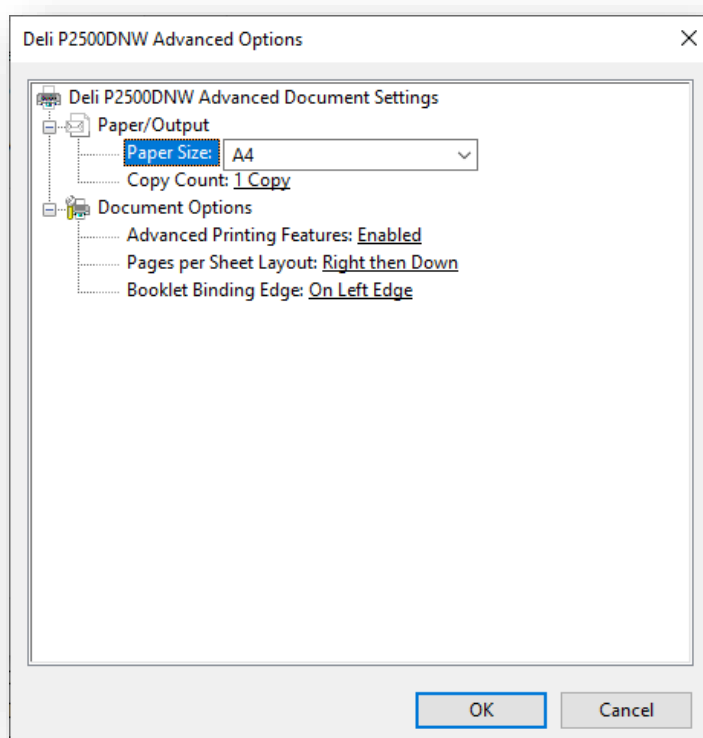 Deli P2500DNW Advanced Options
Deli P2500DNW Advanced Document Settings
Paper/Output
Paper Size: A4
Copy Count: 1 Copy
Document Options
Advanced Printing Features: Enabled
Pages per Sheet Layout: Right then Down
Booklet Binding Edge: On Left Edge
OK Cancel